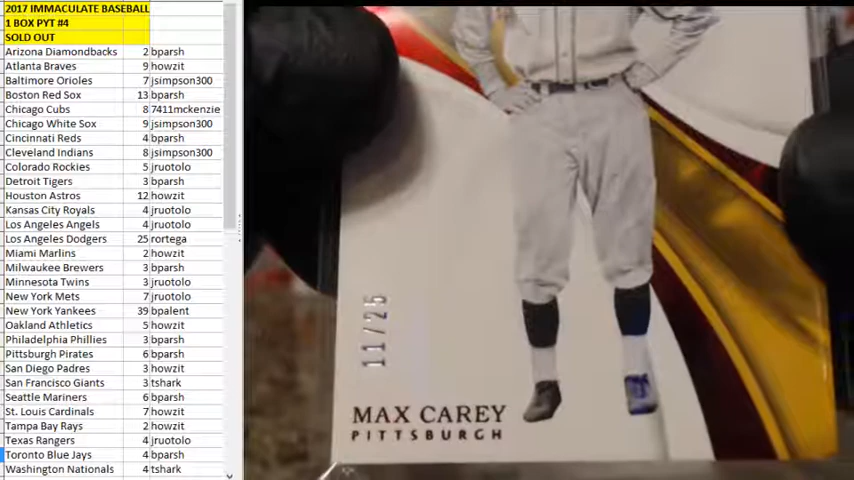 2017 IMMACULATE BASEBALL
1 BOX PYT #4
SOLD OUT
Arizona Diamondbacks 2 bparsh
Atlanta Braves 9 howzit
Baltimore Orioles 7 jsimpson300
Boston Red Sox 13 bparsh
Chicago Cubs 8 7411mckenzie
Chicago White Sox 9 jsimpson300
Cincinnati Reds 4 bparsh
Cleveland Indians 8 jsimpson300
Colorado Rockies 5 jruotolo
Detroit Tigers 3 bparsh
Houston Astros 12 howzit
Kansas City Royals 4 jruotolo
Los Angeles Angels 4 jruotolo
Los Angeles Dodgers 25 rortega
Miami Marlins 2 howzit
Milwaukee Brewers 3 bparsh
Minnesota Twins 3 jruotolo
New York Mets 7 jruotolo
New York Yankees 39 bpalent
Oakland Athletics 5 howzit
Philadelphia Phillies 3 bparsh
Pittsburgh Pirates 6 bparsh
San Diego Padres 3 howzit
San Francisco Giants 3 tshark
Seattle Mariners 6 bparsh
St. Louis Cardinals 7 howzit
Tampa Bay Rays 2 howzit
Texas Rangers 4 jruotolo
Toronto Blue Jays 4 bparsh
Washington Nationals 4 tshark
11/25
MAX CAREY
PITTSBURGH